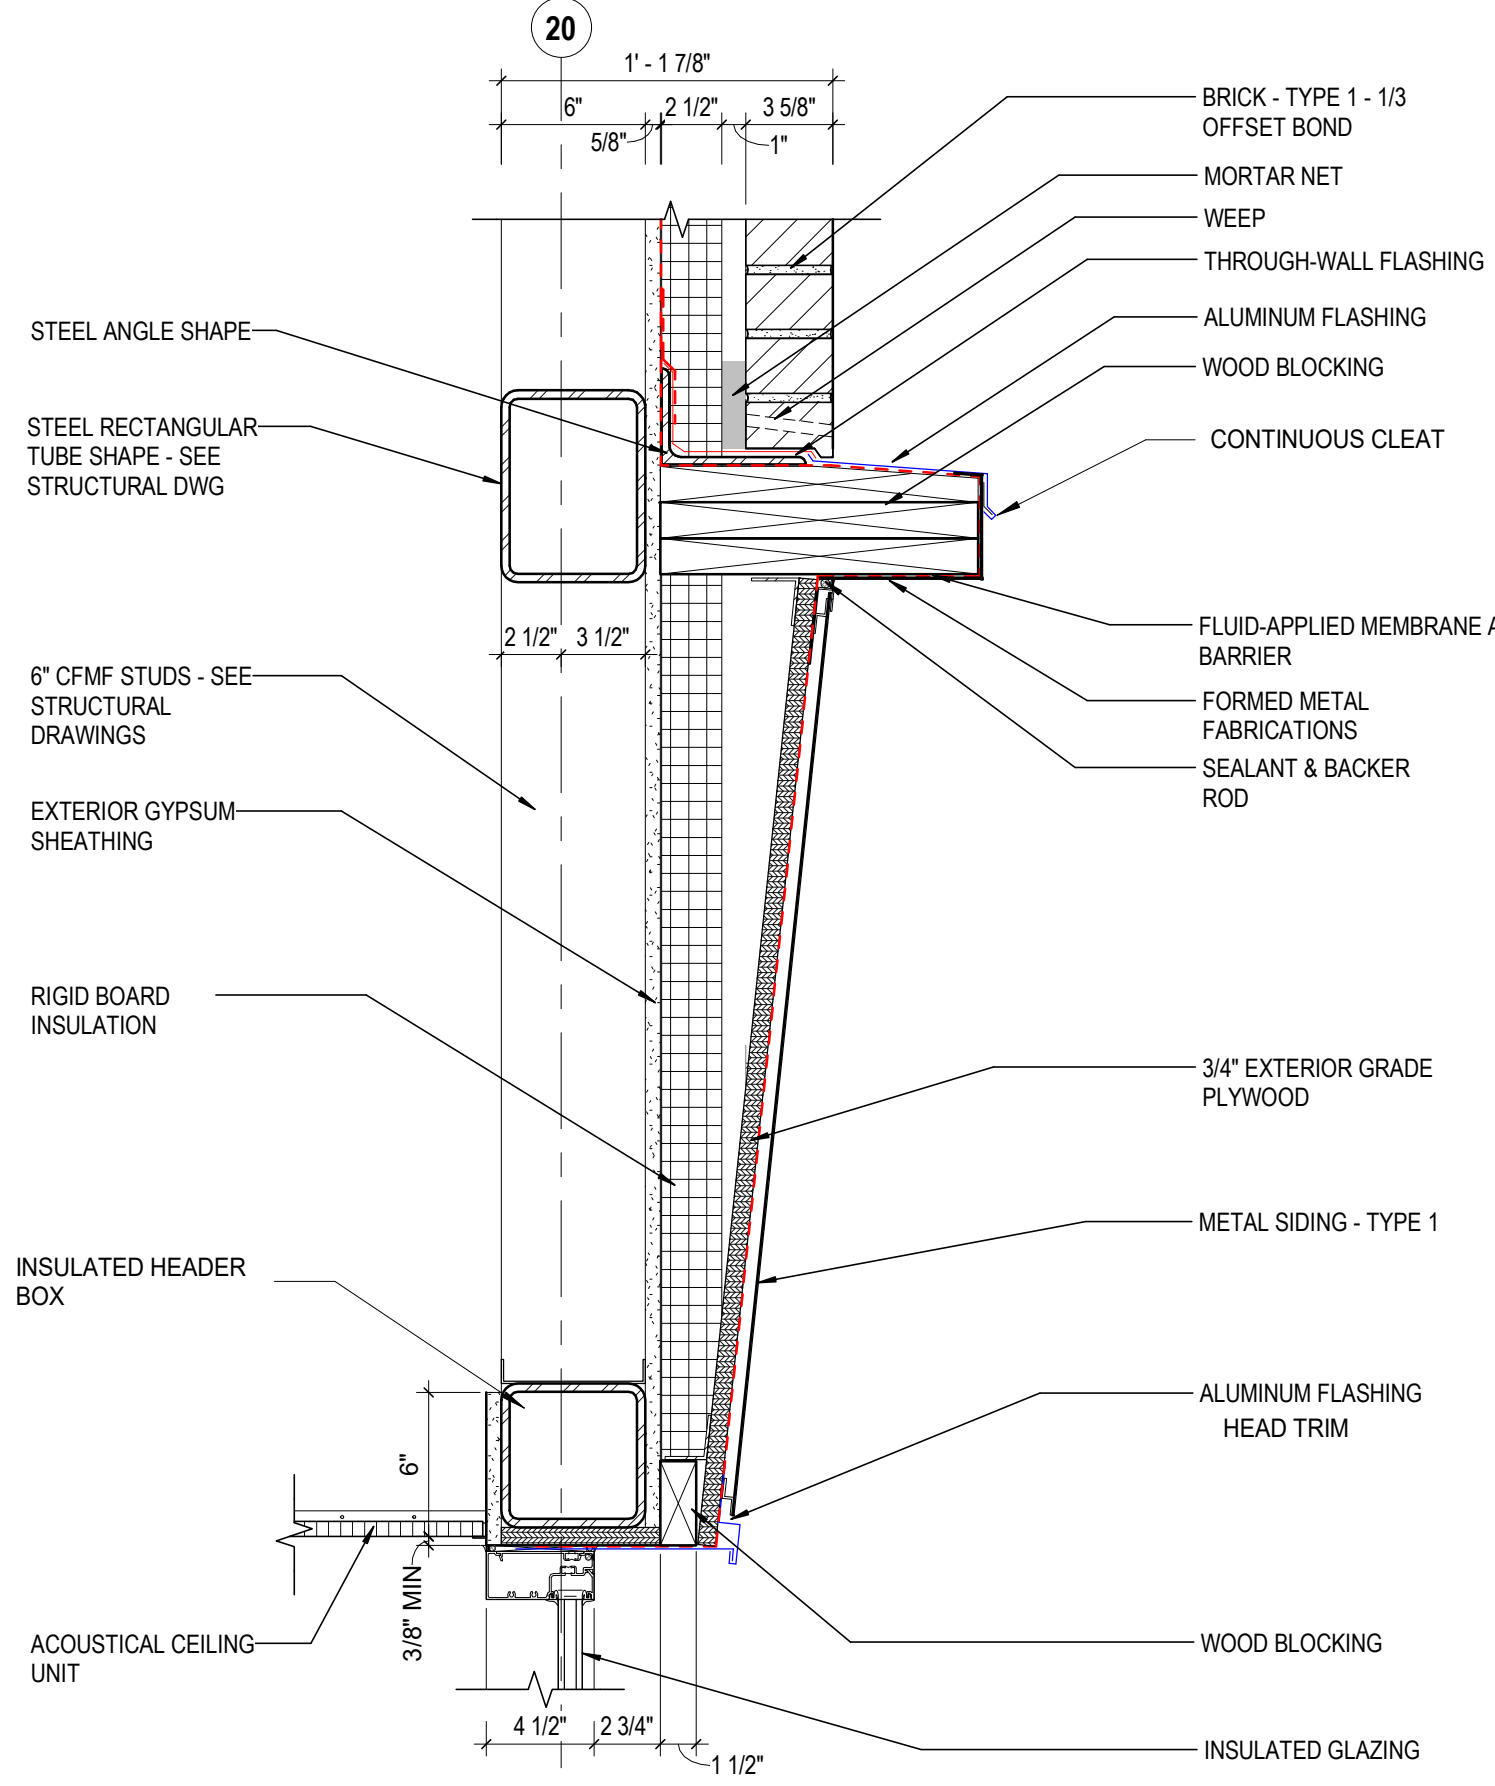 20
1' - 1 7/8"
6"
2 1/2"
3 5/8"
5/8"
1"
BRICK - TYPE 1 - 1/3
OFFSET BOND
MORTAR NET
WEEP
THROUGH-WALL FLASHING
ALUMINUM FLASHING
WOOD BLOCKING
CONTINUOUS CLEAT
STEEL ANGLE SHAPE
STEEL RECTANGULAR
TUBE SHAPE - SEE
STRUCTURAL DWG
2 1/2"
3 1/2"
FLUID-APPLIED MEMBRANE A
BARRIER
6" CFMF STUDS - SEE
STRUCTURAL
DRAWINGS
FORMED METAL
FABRICATIONS
SEALANT & BACKER
ROD
EXTERIOR GYPSUM
SHEATHING
RIGID BOARD
INSULATION
3/4" EXTERIOR GRADE
PLYWOOD
METAL SIDING - TYPE 1
INSULATED HEADER
BOX
ALUMINUM FLASHING
HEAD TRIM
6"
3/8" MIN
ACOUSTICAL CEILING
UNIT
WOOD BLOCKING
4 1/2"
2 3/4"
1 1/2"
INSULATED GLAZING